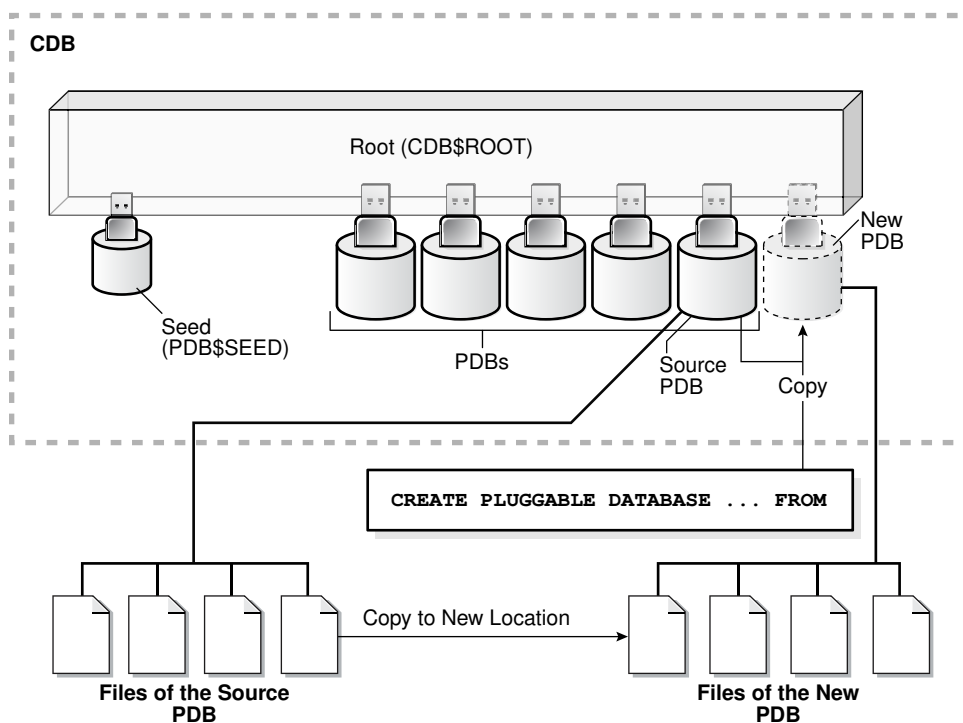 CDB
Root (CDB$ROOT)
New
PDB
Seed
(PDB$SEED)
PDBs
Source
PDB
Copy
CREATE PLUGGABLE DATABASE ... FROM
Copy to New Location
Files of the Source
PDB
Files of the New
PDB